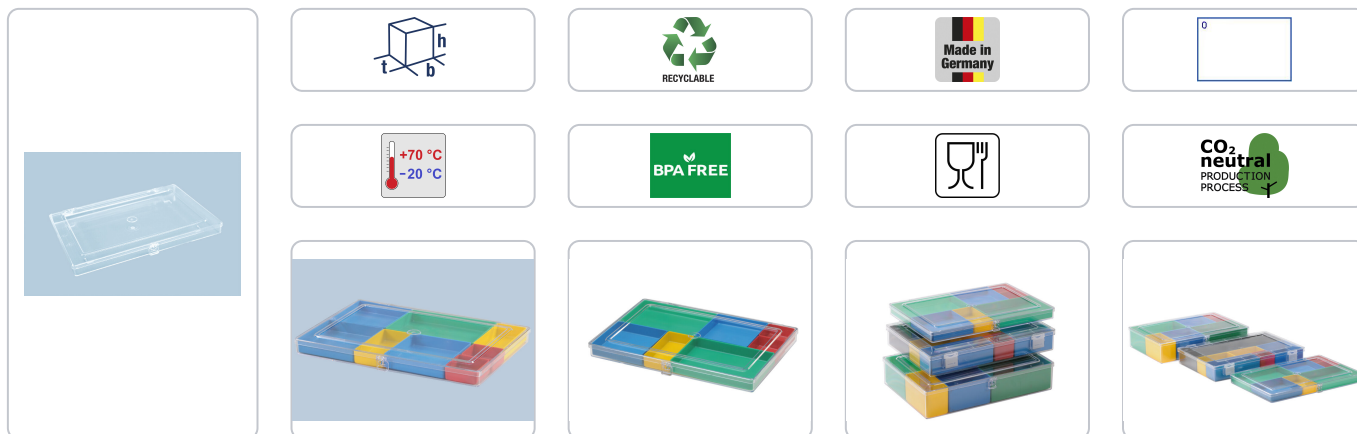 h
t
b
RECYCLABLE
Made in
Germany
0
+70 °C
-20 °C
BPA FREE
CO₂
neutral
PRODUCTION
PROCESS